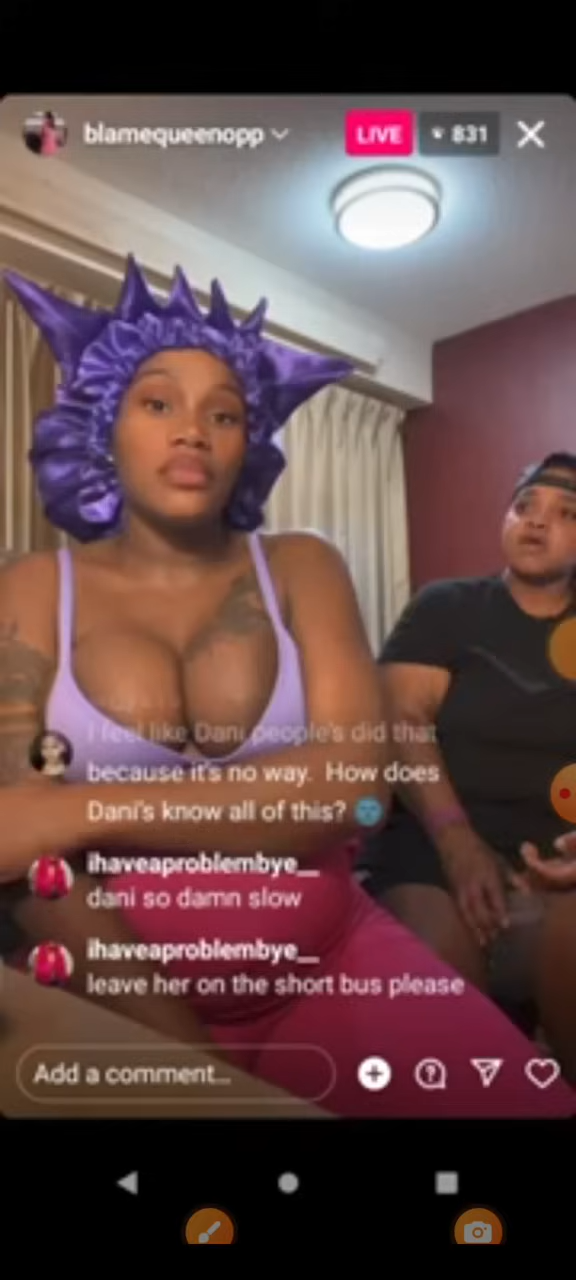 blamequeenopp
LIVE
831
I feel like Dani people's did that
because it's no way. How does
Dani's know all of this?
ihaveaproblembye__
dani so damn slow
ihaveaproblembye__
leave her on the short bus please
Add a comment...